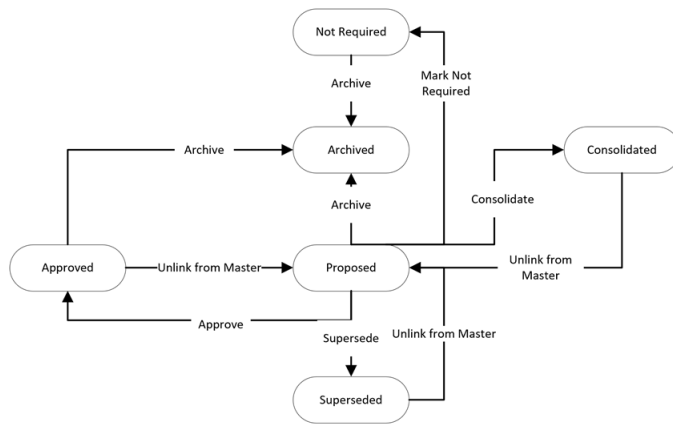 Not Required
Archive
Mark Not
Required
Archive
Archived
Consolidated
Archive
Consolidate
Approved
Unlink from Master
Proposed
Unlink from
Master
Approve
Supersede
Unlink from Master
Superseded